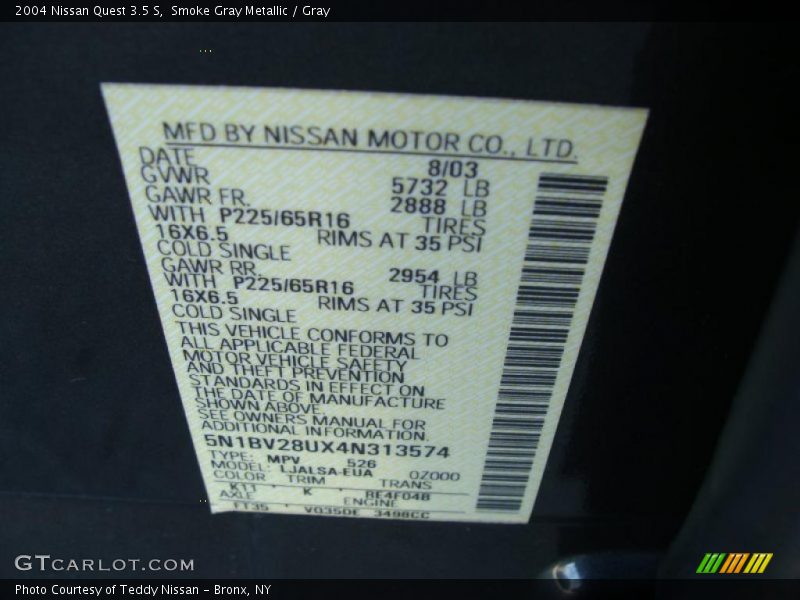 2004 Nissan Quest 3.5 S,  Smoke Gray Metallic / Gray
MFD BY NISSAN MOTOR CO., LTD.
DATE 8/03
GVWR 5732 LB
GAWR FR. 2888 LB
WITH P225/65R16 TIRES
16X6.5 RIMS AT 35 PSI
COLD SINGLE
GAWR RR. 2954 LB
WITH P225/65R16 TIRES
16X6.5 RIMS AT 35 PSI
COLD SINGLE
THIS VEHICLE CONFORMS TO
ALL APPLICABLE FEDERAL
MOTOR VEHICLE SAFETY
AND THEFT PREVENTION
STANDARDS IN EFFECT ON
THE DATE OF MANUFACTURE
SHOWN ABOVE.
SEE OWNERS MANUAL FOR
ADDITIONAL INFORMATION.
5N1BV28UX4N313574
TYPE: MPV 526
MODEL: LJALSA-EUA 0Z000
COLOR TRIM TRANS
K11 K RE4F04B
AXLE ENGINE
FT35 VQ35DE 3498CC
GTCARLOT.COM
Photo Courtesy of Teddy Nissan - Bronx, NY